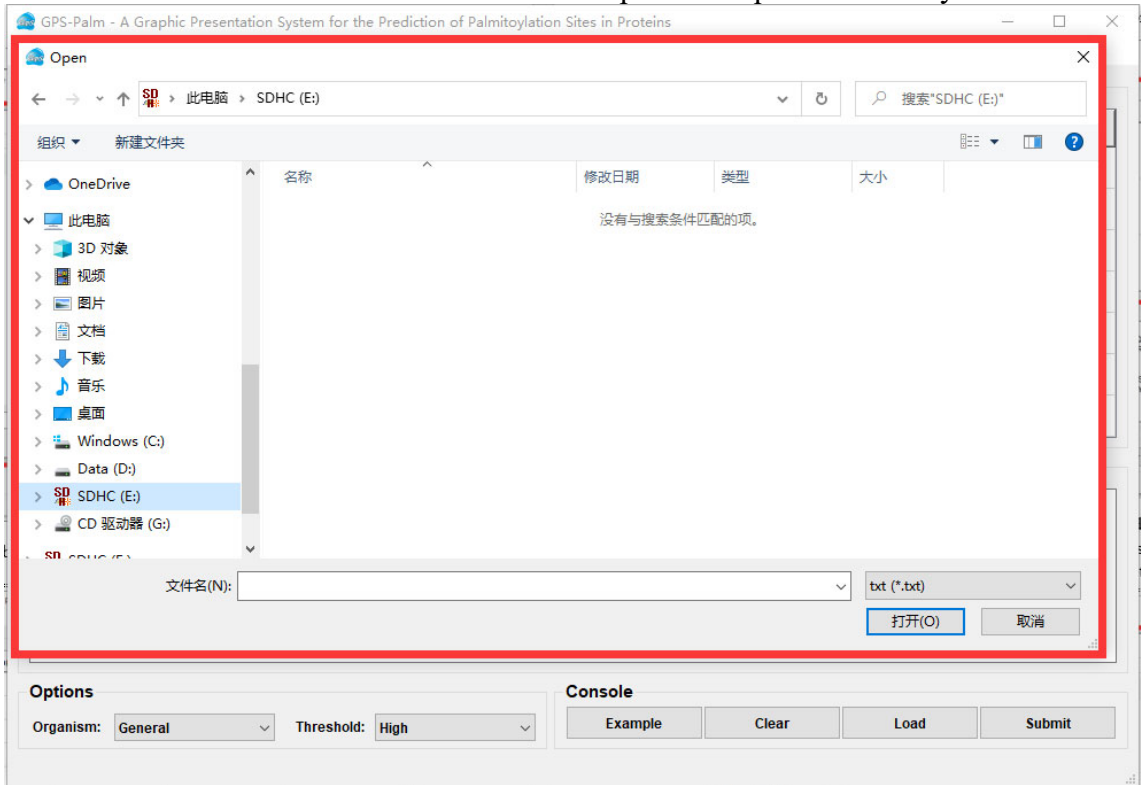 GPS-Palm - A Graphic Presentation System for the Prediction of Palmitoylation Sites in Proteins
Open
此电脑 › SDHC (E:)
搜索"SDHC (E:)"
组织 新建文件夹
名称 修改日期 类型 大小
没有与搜索条件匹配的项。
OneDrive
此电脑
3D 对象
视频
图片
文档
下载
音乐
桌面
Windows (C:)
Data (D:)
SDHC (E:)
CD 驱动器 (G:)
文件名(N):
txt (*.txt)
打开(O) 取消
Options
Organism: General Threshold: High
Console
Example Clear Load Submit